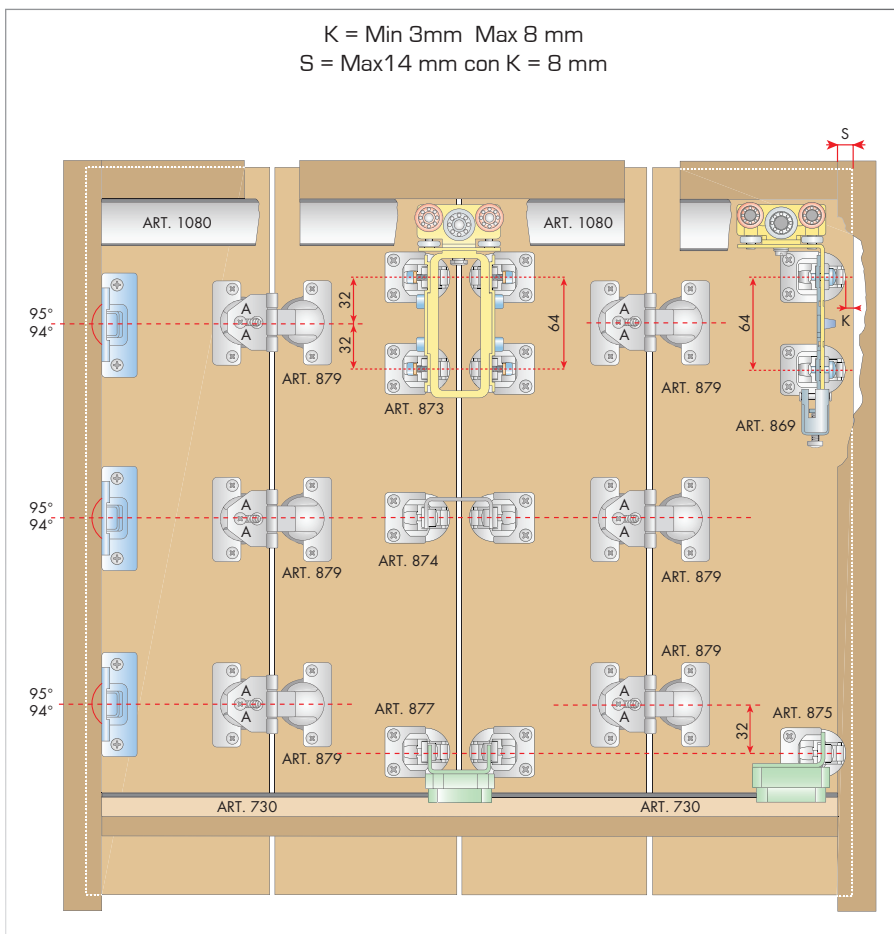 K = Min 3mm Max 8 mm
S = Max14 mm con K = 8 mm
S
ART. 1080
ART. 1080
95°
94°
A
A
32
32
64
A
A
64
K
ART. 879
ART. 873
ART. 879
ART. 869
95°
94°
A
A
A
A
ART. 879
ART. 874
ART. 879
ART. 879
95°
94°
A
A
ART. 877
A
A
32
ART. 875
ART. 879
ART. 730
ART. 730